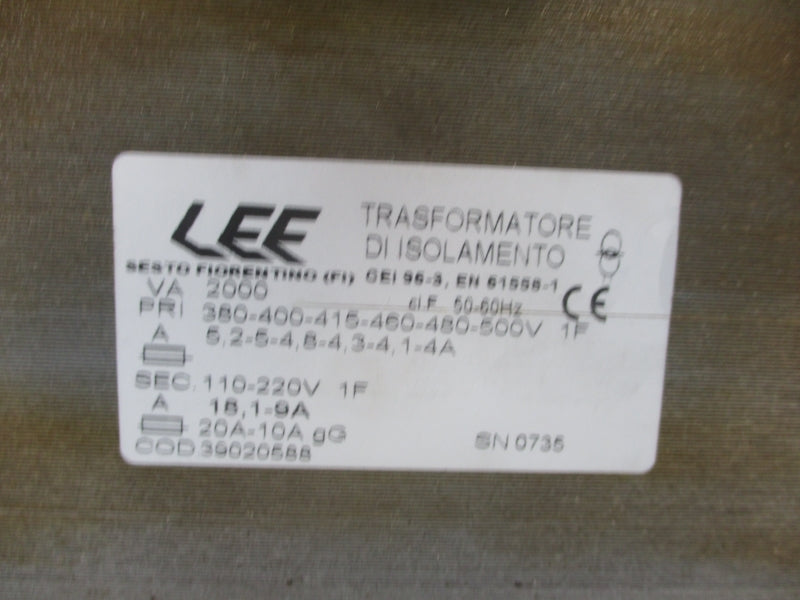 LEE
TRASFORMATORE
DI ISOLAMENTO
SESTO FIORENTINO (FI) CEI 96-3, EN 61558-1
VA 2000 cl F 50-60Hz CE
PRI 380-400-415-460-480-500V 1F
A 5,2-5-4,8-4,3-4,1-4A
SEC. 110-220V 1F
A 18,1-9A
20A-10A gG
COD 39020588 SN 0735